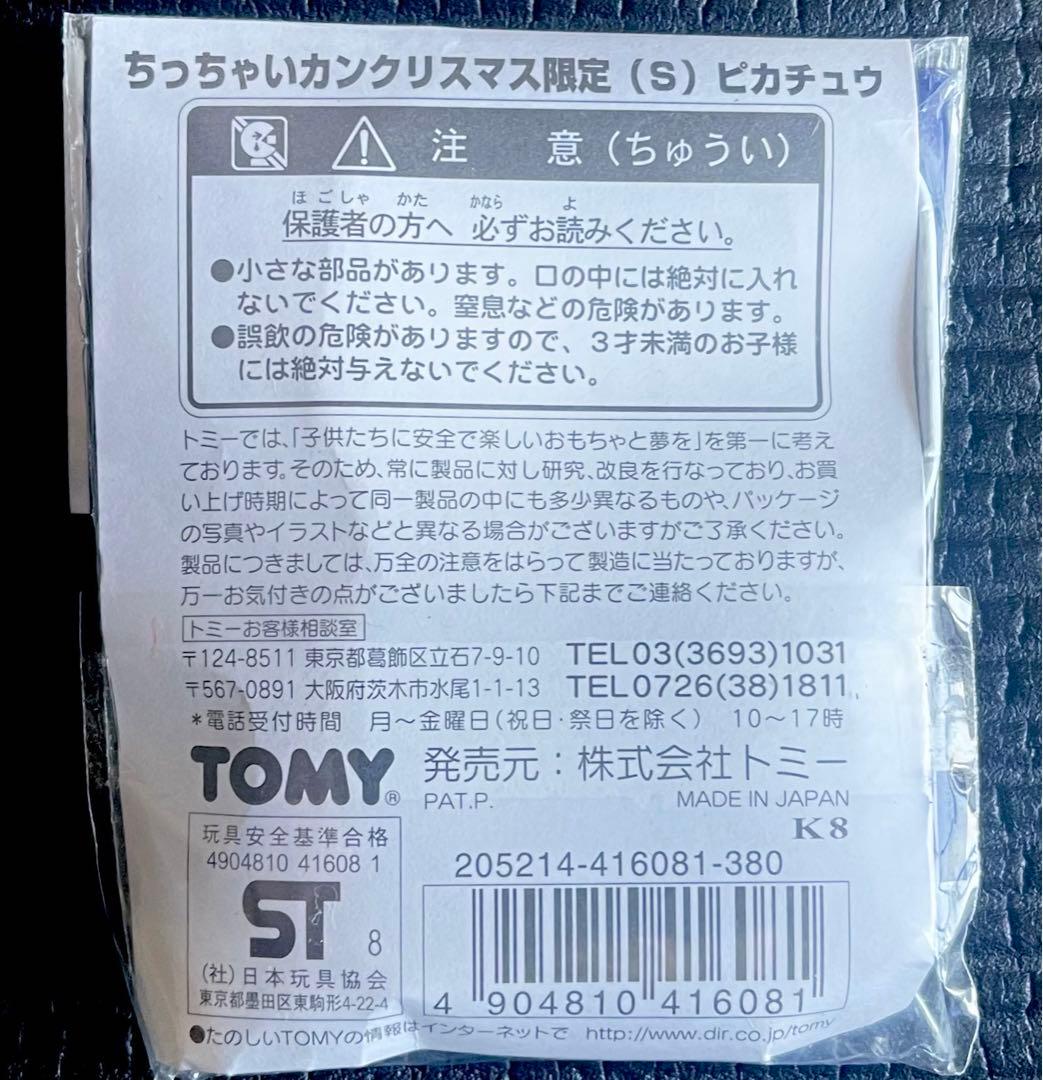 ちっちゃいカンクリスマス限定(S)ピカチュウ
注 意(ちゅうい)
ほごしゃ かた かなら よ
保護者の方へ 必ずお読みください。
●小さな部品があります。口の中には絶対に入れ
ないでください。窒息などの危険があります。
●誤飲の危険がありますので、3才未満のお子様
には絶対与えないでください。
トミーでは、「子供たちに安全で楽しいおもちゃと夢を」を第一に考え
ております。そのため、常に製品に対し研究、改良を行なっており、お買
い上げ時期によって同一製品の中にも多少異なるものや、パッケージ
の写真やイラストなどと異なる場合がございますがご了承ください。
製品につきましては、万全の注意をはらって製造に当たっておりますが、
万一お気付きの点がございましたら下記までご連絡ください。
トミーお客様相談室
〒124-8511 東京都葛飾区立石7-9-10 TEL03(3693)1031
〒567-0891 大阪府茨木市水尾1-1-13 TEL0726(38)1811
*電話受付時間 月~金曜日(祝日・祭日を除く) 10~17時
TOMY® 発売元:株式会社トミー
PAT.P. MADE IN JAPAN
K8
玩具安全基準合格
4904810 41608 1
ST 8
(社)日本玩具協会
東京都墨田区東駒形4-22-4
205214-416081-380
4 904810 416081
●たのしいTOMYの情報はインターネットで http://www.dir.co.jp/tomy